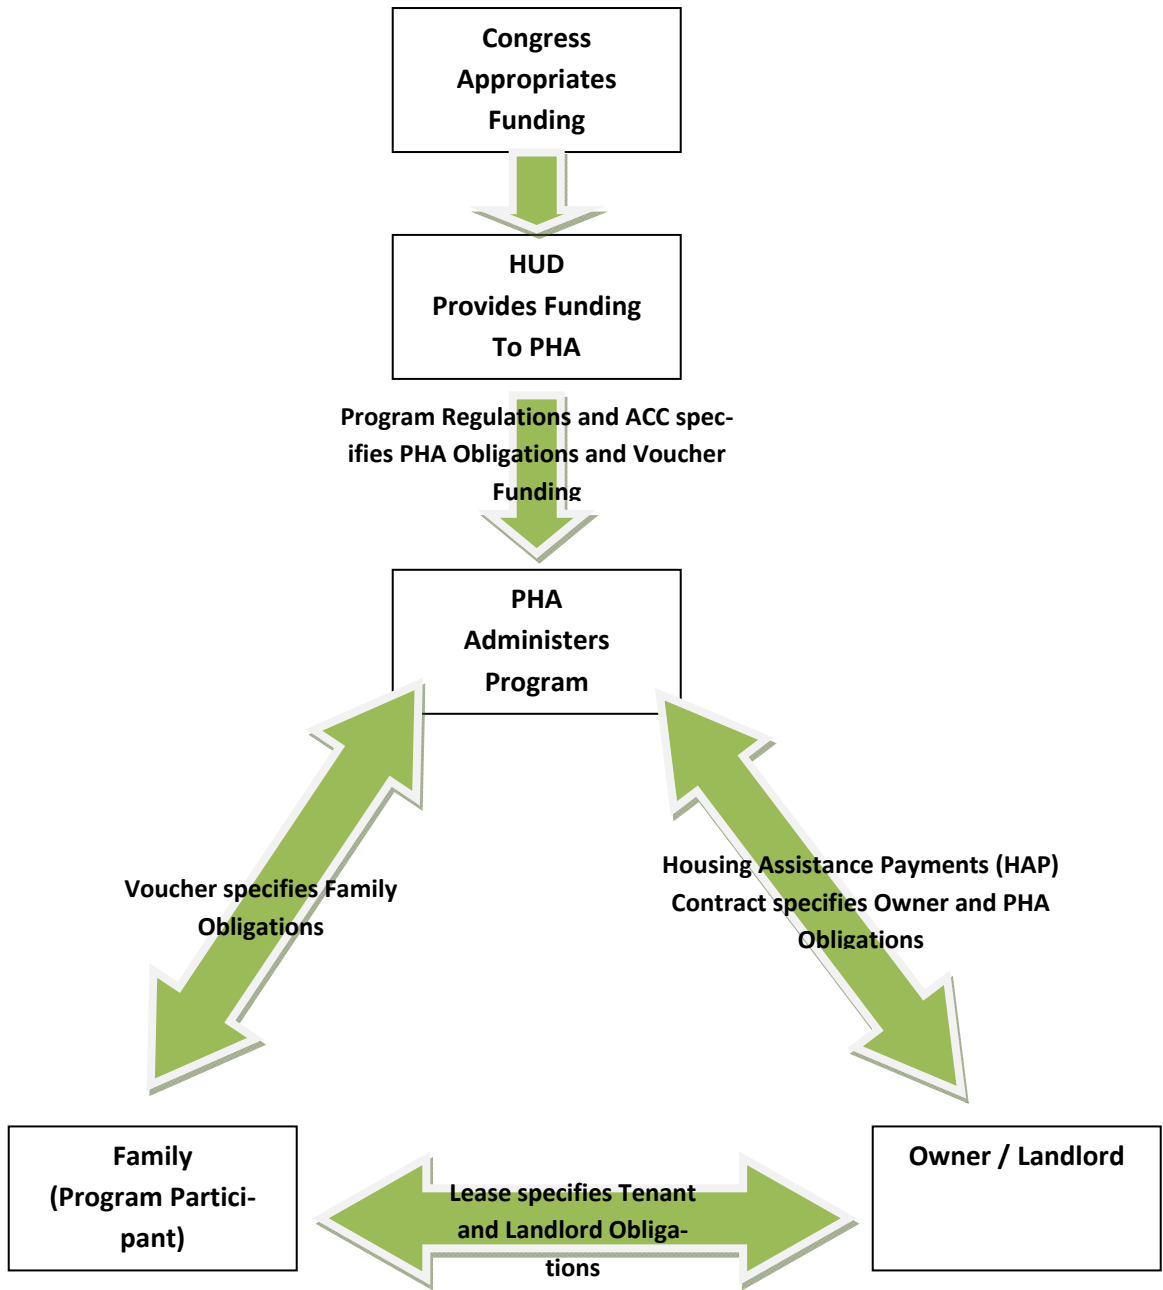 Congress
Appropriates
Funding
HUD
Provides Funding
To PHA
Program Regulations and ACC spec-
ifies PHA Obligations and Voucher
Funding
PHA
Administers
Program
Voucher specifies Family
Obligations
Housing Assistance Payments (HAP)
Contract specifies Owner and PHA
Obligations
Family
(Program Partici-
pant)
Lease specifies Tenant
and Landlord Obliga-
tions
Owner / Landlord